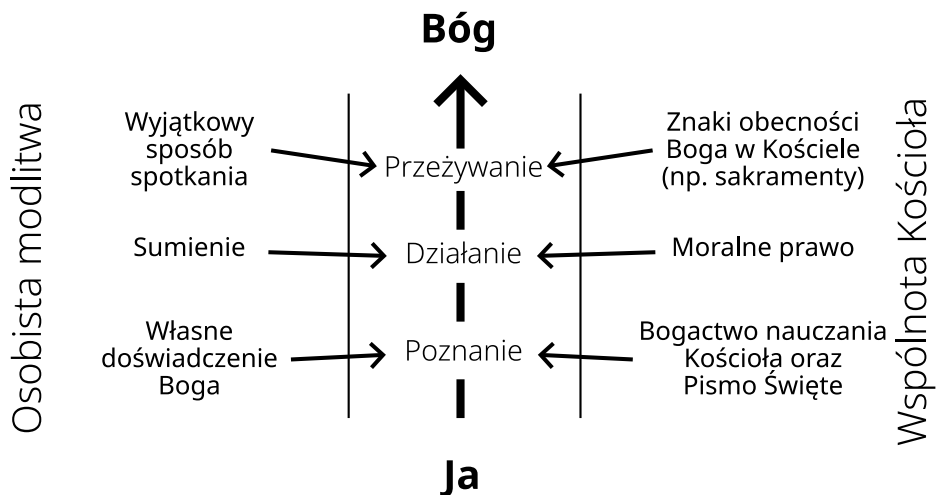 Bóg
Osobista modlitwa
Wyjątkowy
sposób
spotkania
Przeżywanie
Znaki obecności
Boga w Kościele
(np. sakramenty)
Sumienie
Działanie
Moralne prawo
Własne
doświadczenie
Boga
Poznanie
Bogactwo nauczania
Kościoła oraz
Pismo Święte
Wspólnota Kościoła
Ja